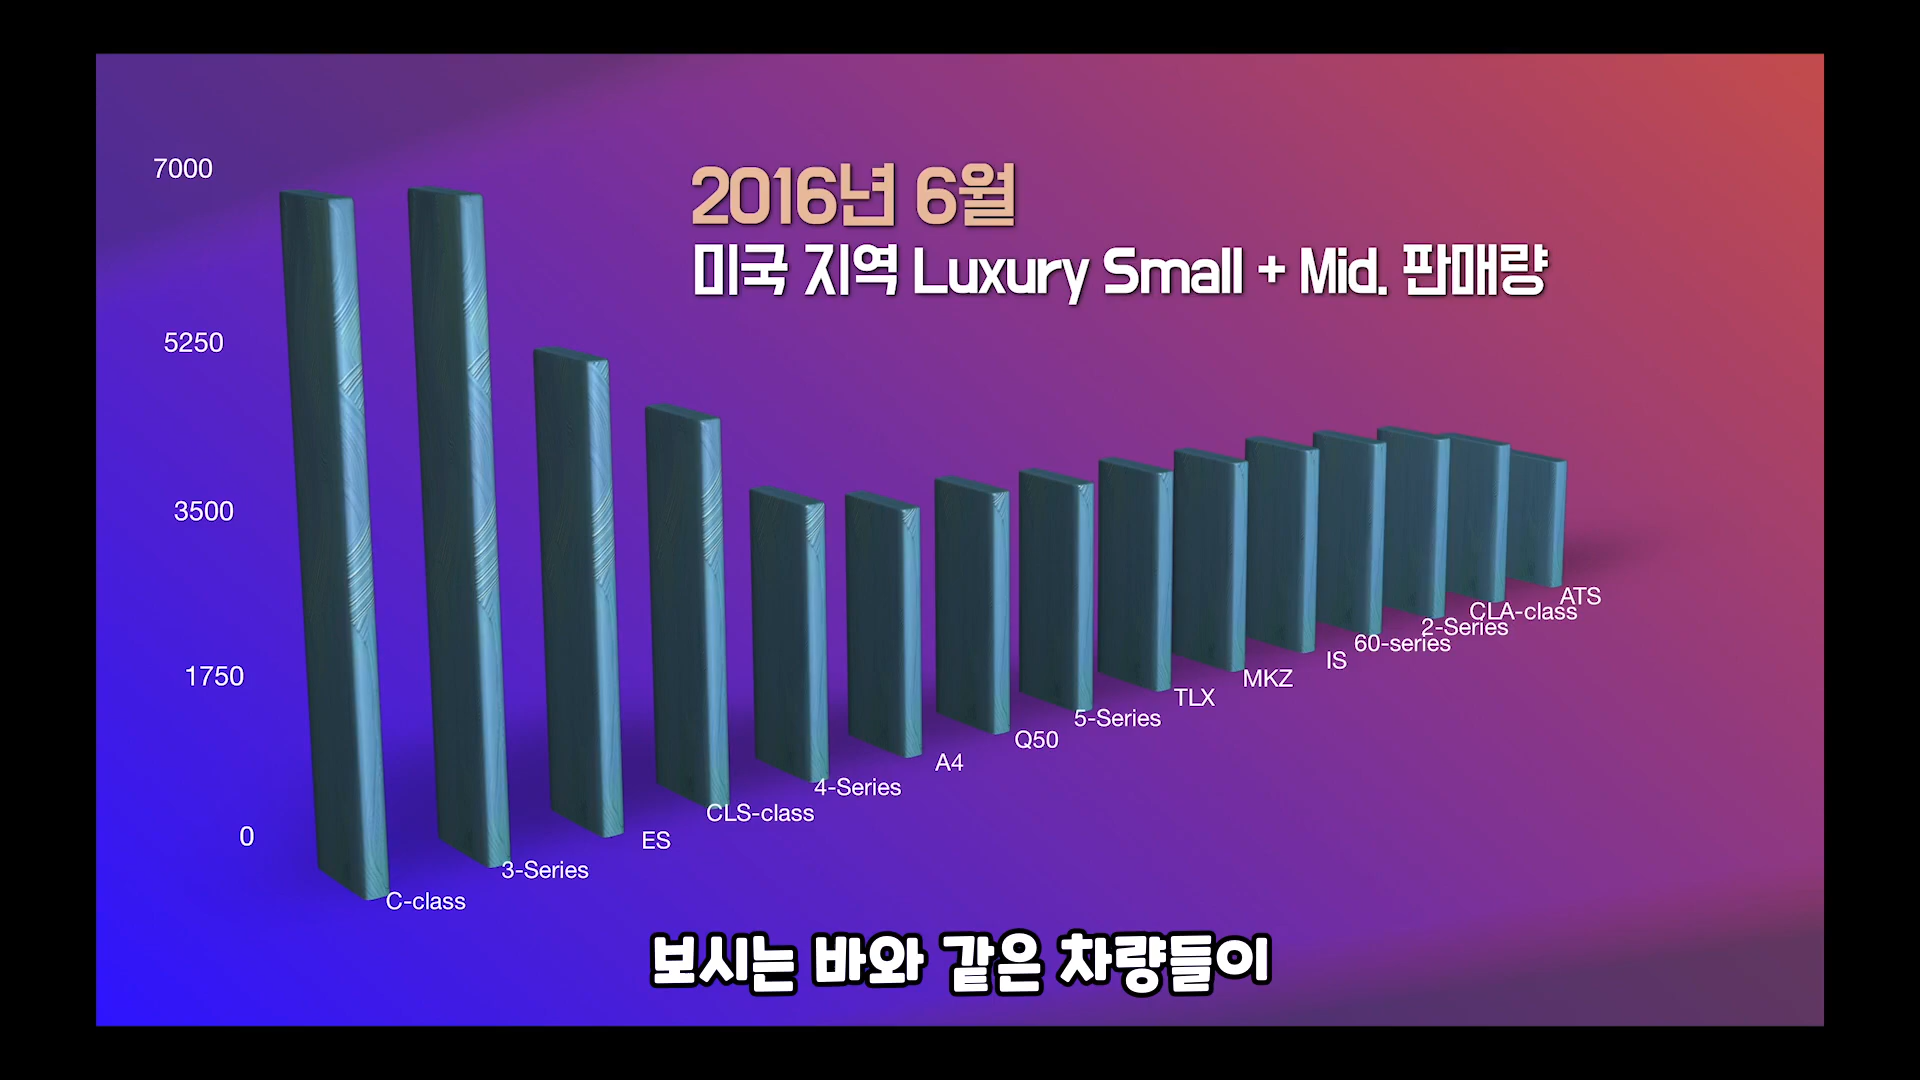 2016년 6월
미국 지역 Luxury Small + Mid. 판매량
7000
5250
3500
1750
0
C-class
3-Series
ES
CLS-class
4-Series
A4
Q50
5-Series
TLX
MKZ
IS
60-series
2-Series
CLA-class
ATS
보시는 바와 같은 차량들이